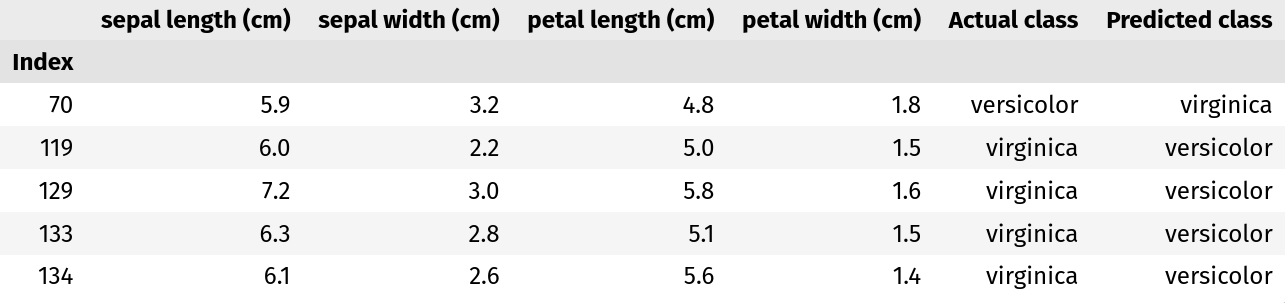 sepal length (cm) sepal width (cm) petal length (cm) petal width (cm) Actual class Predicted class
Index
70 5.9 3.2 4.8 1.8 versicolor virginica
119 6.0 2.2 5.0 1.5 virginica versicolor
129 7.2 3.0 5.8 1.6 virginica versicolor
133 6.3 2.8 5.1 1.5 virginica versicolor
134 6.1 2.6 5.6 1.4 virginica versicolor